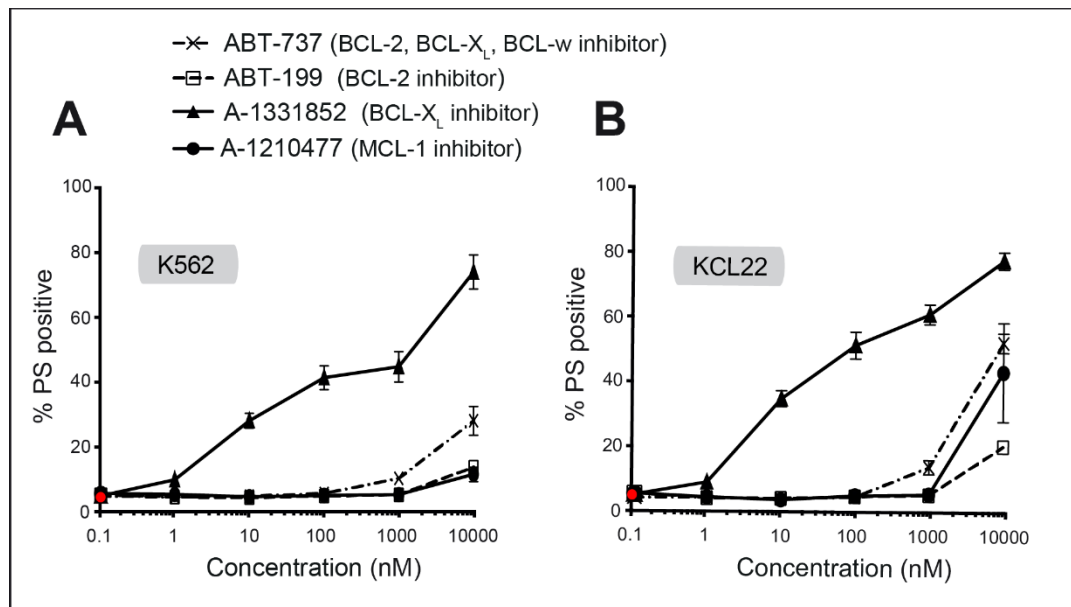 ABT-737 (BCL-2, BCL-X_L, BCL-w inhibitor)
ABT-199 (BCL-2 inhibitor)
A-1331852 (BCL-X_L inhibitor)
A-1210477 (MCL-1 inhibitor)
A
K562
% PS positive
100
80
60
40
20
0
0.1 1 10 100 1000 10000
Concentration (nM)
B
KCL22
% PS positive
100
80
60
40
20
0
0.1 1 10 100 1000 10000
Concentration (nM)